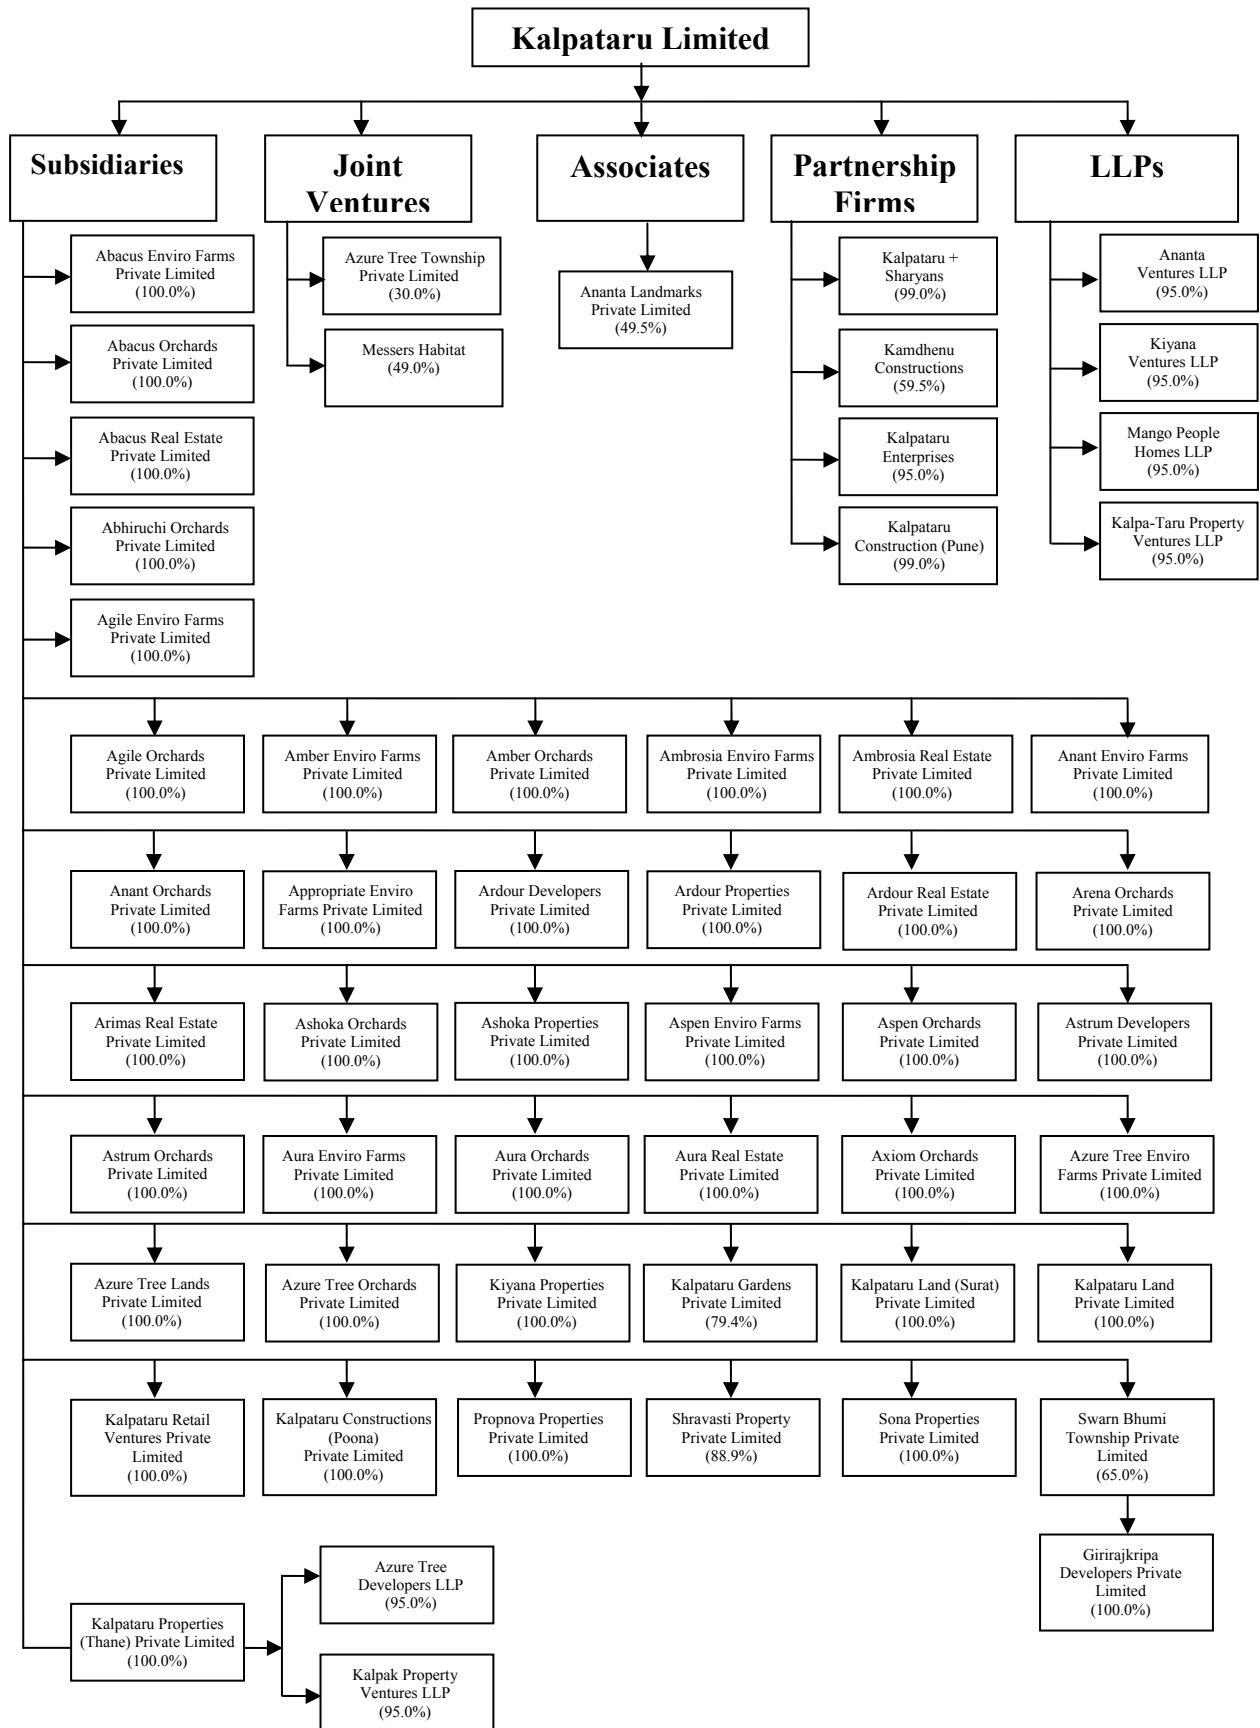 Kalpataru Limited
Subsidiaries
Joint
Ventures
Associates
Partnership
Firms
LLPs
Abacus Enviro Farms
Private Limited
(100.0%)
Abacus Orchards
Private Limited
(100.0%)
Abacus Real Estate
Private Limited
(100.0%)
Abhiruchi Orchards
Private Limited
(100.0%)
Agile Enviro Farms
Private Limited
(100.0%)
Azure Tree Township
Private Limited
(30.0%)
Messers Habitat
(49.0%)
Ananta Landmarks
Private Limited
(49.5%)
Kalpataru +
Sharyans
(99.0%)
Kamdhenu
Constructions
(59.5%)
Kalpataru
Enterprises
(95.0%)
Kalpataru
Construction (Pune)
(99.0%)
Ananta
Ventures LLP
(95.0%)
Kiyana
Ventures LLP
(95.0%)
Mango People
Homes LLP
(95.0%)
Kalpa-Taru Property
Ventures LLP
(95.0%)
Agile Orchards
Private Limited
(100.0%)
Amber Enviro Farms
Private Limited
(100.0%)
Amber Orchards
Private Limited
(100.0%)
Ambrosia Enviro Farms
Private Limited
(100.0%)
Ambrosia Real Estate
Private Limited
(100.0%)
Anant Enviro Farms
Private Limited
(100.0%)
Anant Orchards
Private Limited
(100.0%)
Appropriate Enviro
Farms Private Limited
(100.0%)
Ardour Developers
Private Limited
(100.0%)
Ardour Properties
Private Limited
(100.0%)
Ardour Real Estate
Private Limited
(100.0%)
Arena Orchards
Private Limited
(100.0%)
Arimas Real Estate
Private Limited
(100.0%)
Ashoka Orchards
Private Limited
(100.0%)
Ashoka Properties
Private Limited
(100.0%)
Aspen Enviro Farms
Private Limited
(100.0%)
Aspen Orchards
Private Limited
(100.0%)
Astrum Developers
Private Limited
(100.0%)
Astrum Orchards
Private Limited
(100.0%)
Aura Enviro Farms
Private Limited
(100.0%)
Aura Orchards
Private Limited
(100.0%)
Aura Real Estate
Private Limited
(100.0%)
Axiom Orchards
Private Limited
(100.0%)
Azure Tree Enviro
Farms Private Limited
(100.0%)
Azure Tree Lands
Private Limited
(100.0%)
Azure Tree Orchards
Private Limited
(100.0%)
Kiyana Properties
Private Limited
(100.0%)
Kalpataru Gardens
Private Limited
(79.4%)
Kalpataru Land (Surat)
Private Limited
(100.0%)
Kalpataru Land
Private Limited
(100.0%)
Kalpataru Retail
Ventures Private
Limited
(100.0%)
Kalpataru Constructions
(Poona)
Private Limited
(100.0%)
Propnova Properties
Private Limited
(100.0%)
Shravasti Property
Private Limited
(88.9%)
Sona Properties
Private Limited
(100.0%)
Swarn Bhumi
Township Private
Limited
(65.0%)
Girirajkripa
Developers Private
Limited
(100.0%)
Kalpataru Properties
(Thane) Private Limited
(100.0%)
Azure Tree
Developers LLP
(95.0%)
Kalpak Property
Ventures LLP
(95.0%)